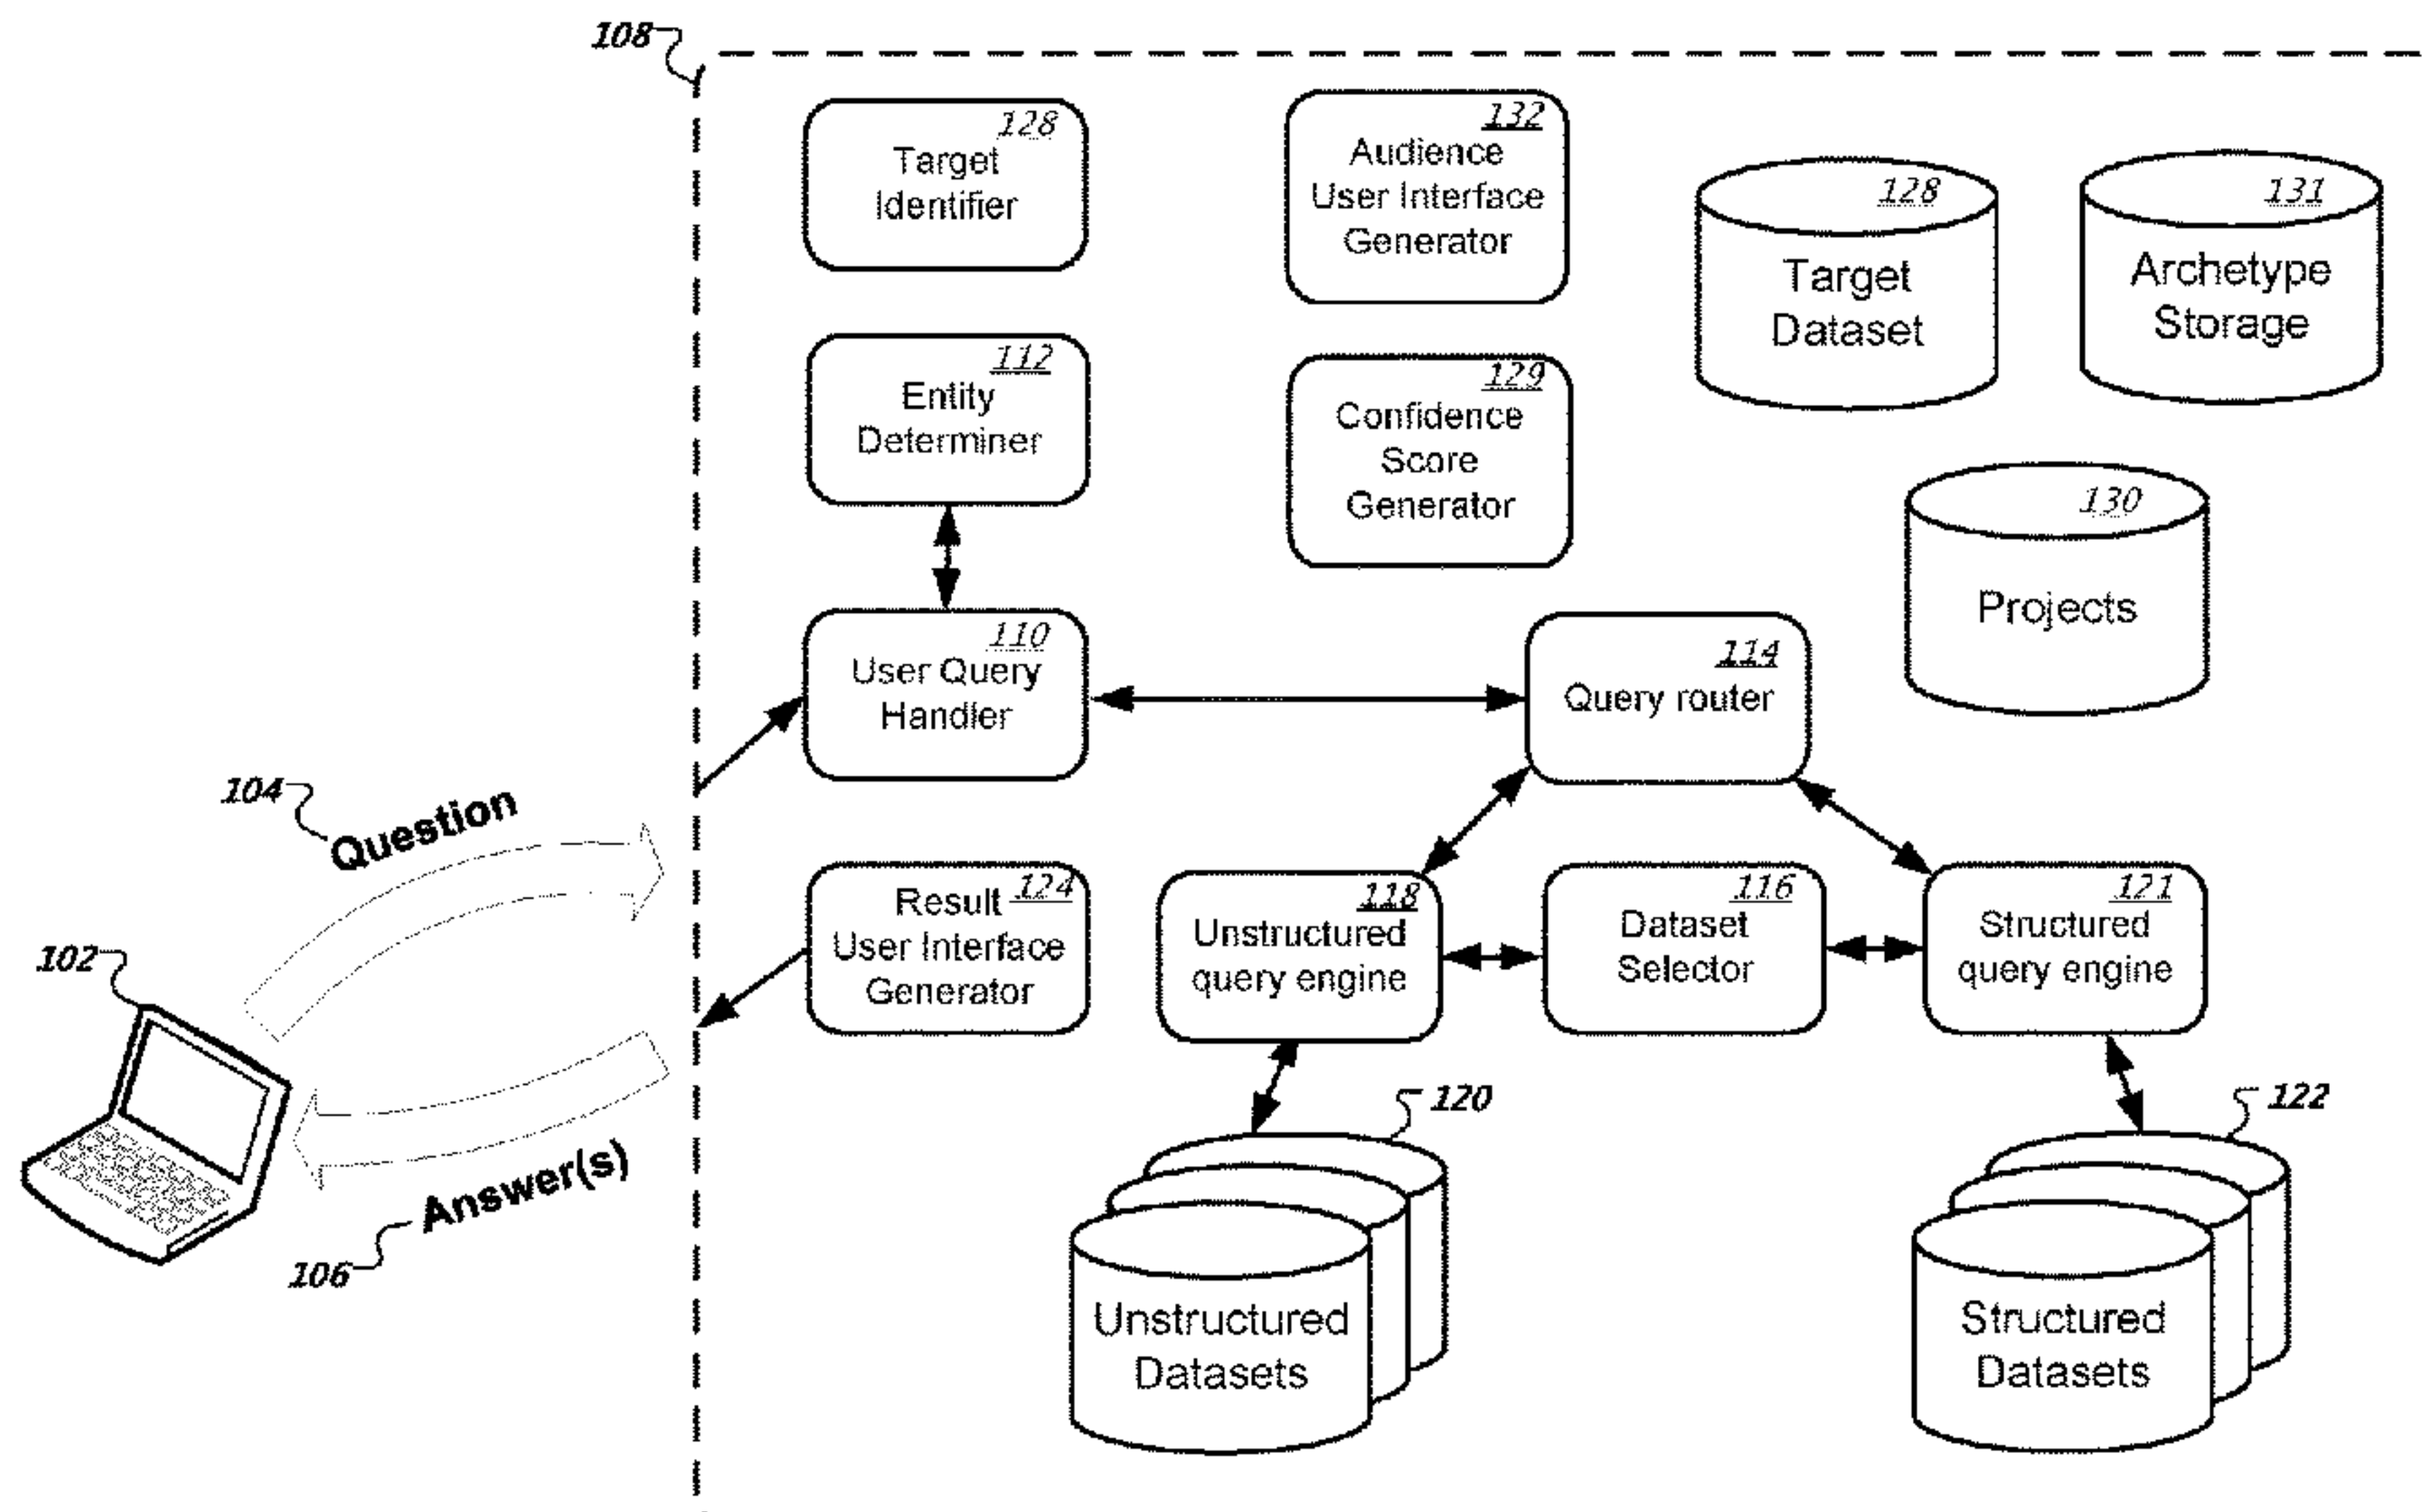 108
128
Target
Identifier
132
Audience
User Interface
Generator
128
Target
Dataset
131
Archetype
Storage
112
Entity
Determiner
129
Confidence
Score
Generator
130
Projects
110
User Query
Handler
114
Query router
104
Question
124
Result
User Interface
Generator
118
Unstructured
query engine
116
Dataset
Selector
121
Structured
query engine
102
106
Answer(s)
120
Unstructured
Datasets
122
Structured
Datasets